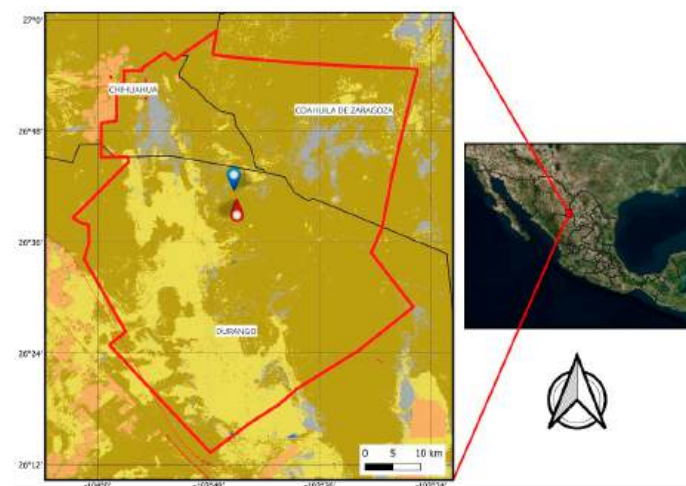 27°0'
CHIHUAHUA
COAHUILA DE ZARAGOZA
26°48'
26°36'
DURANGO
26°24'
0 5 10 km
26°12'